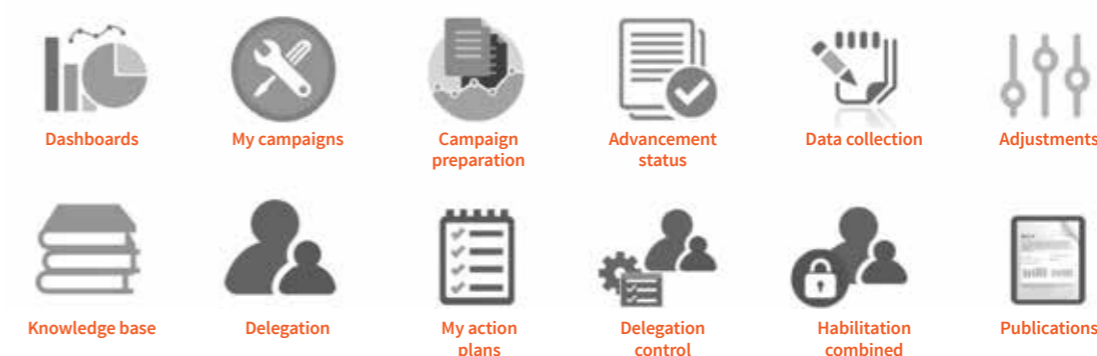 Dashboards
My campaigns
Campaign
preparation
Advancement
status
Data collection
Adjustments
Knowledge base
Delegation
My action
plans
Delegation
control
Habilitation
combined
Publications